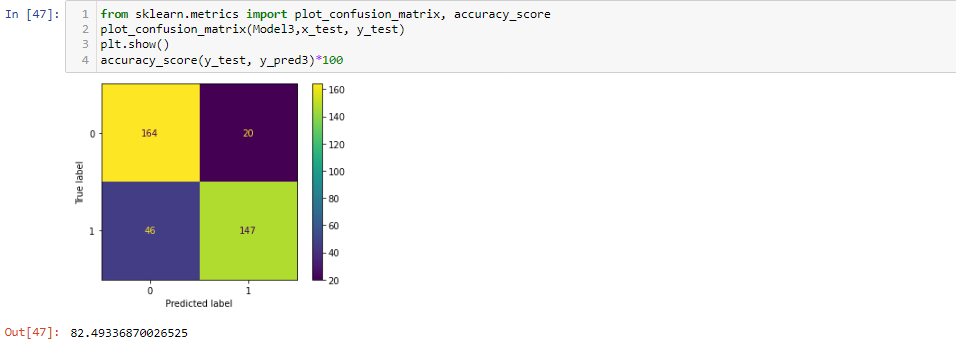 In [47]:
1 from sklearn.metrics import plot_confusion_matrix, accuracy_score
2 plot_confusion_matrix(Model3,x_test, y_test)
3 plt.show()
4 accuracy_score(y_test, y_pred3)*100
160
140
120
100
80
60
40
20
True label
0
164
20
1
46
147
0
1
Predicted label
Out[47]: 82.49336870026525